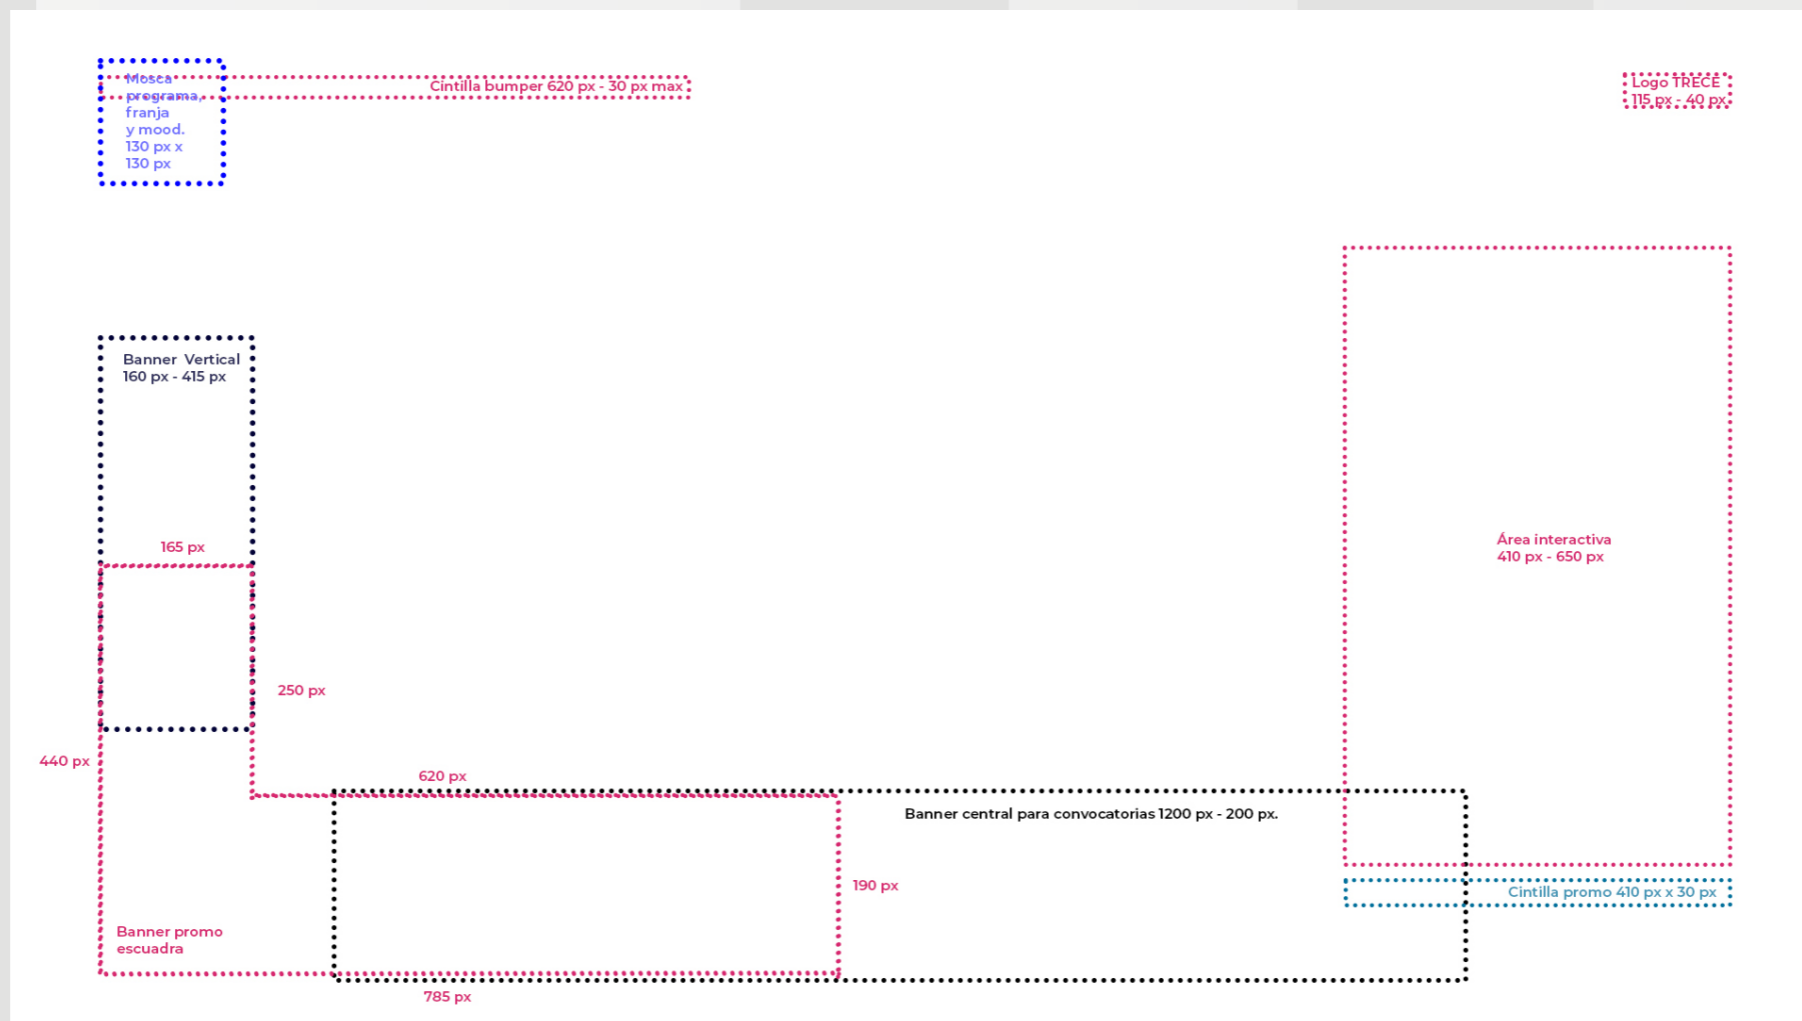 Mosca
programa,
franja
y mood.
130 px x
130 px
Cintilla bumper 620 px - 30 px max
Logo TRECE
115 px - 40 px
Banner Vertical
160 px - 415 px
165 px
250 px
440 px
620 px
Área interactiva
410 px - 650 px
Banner central para convocatorias 1200 px - 200 px.
190 px
Cintilla promo 410 px x 30 px
Banner promo
escuadra
785 px